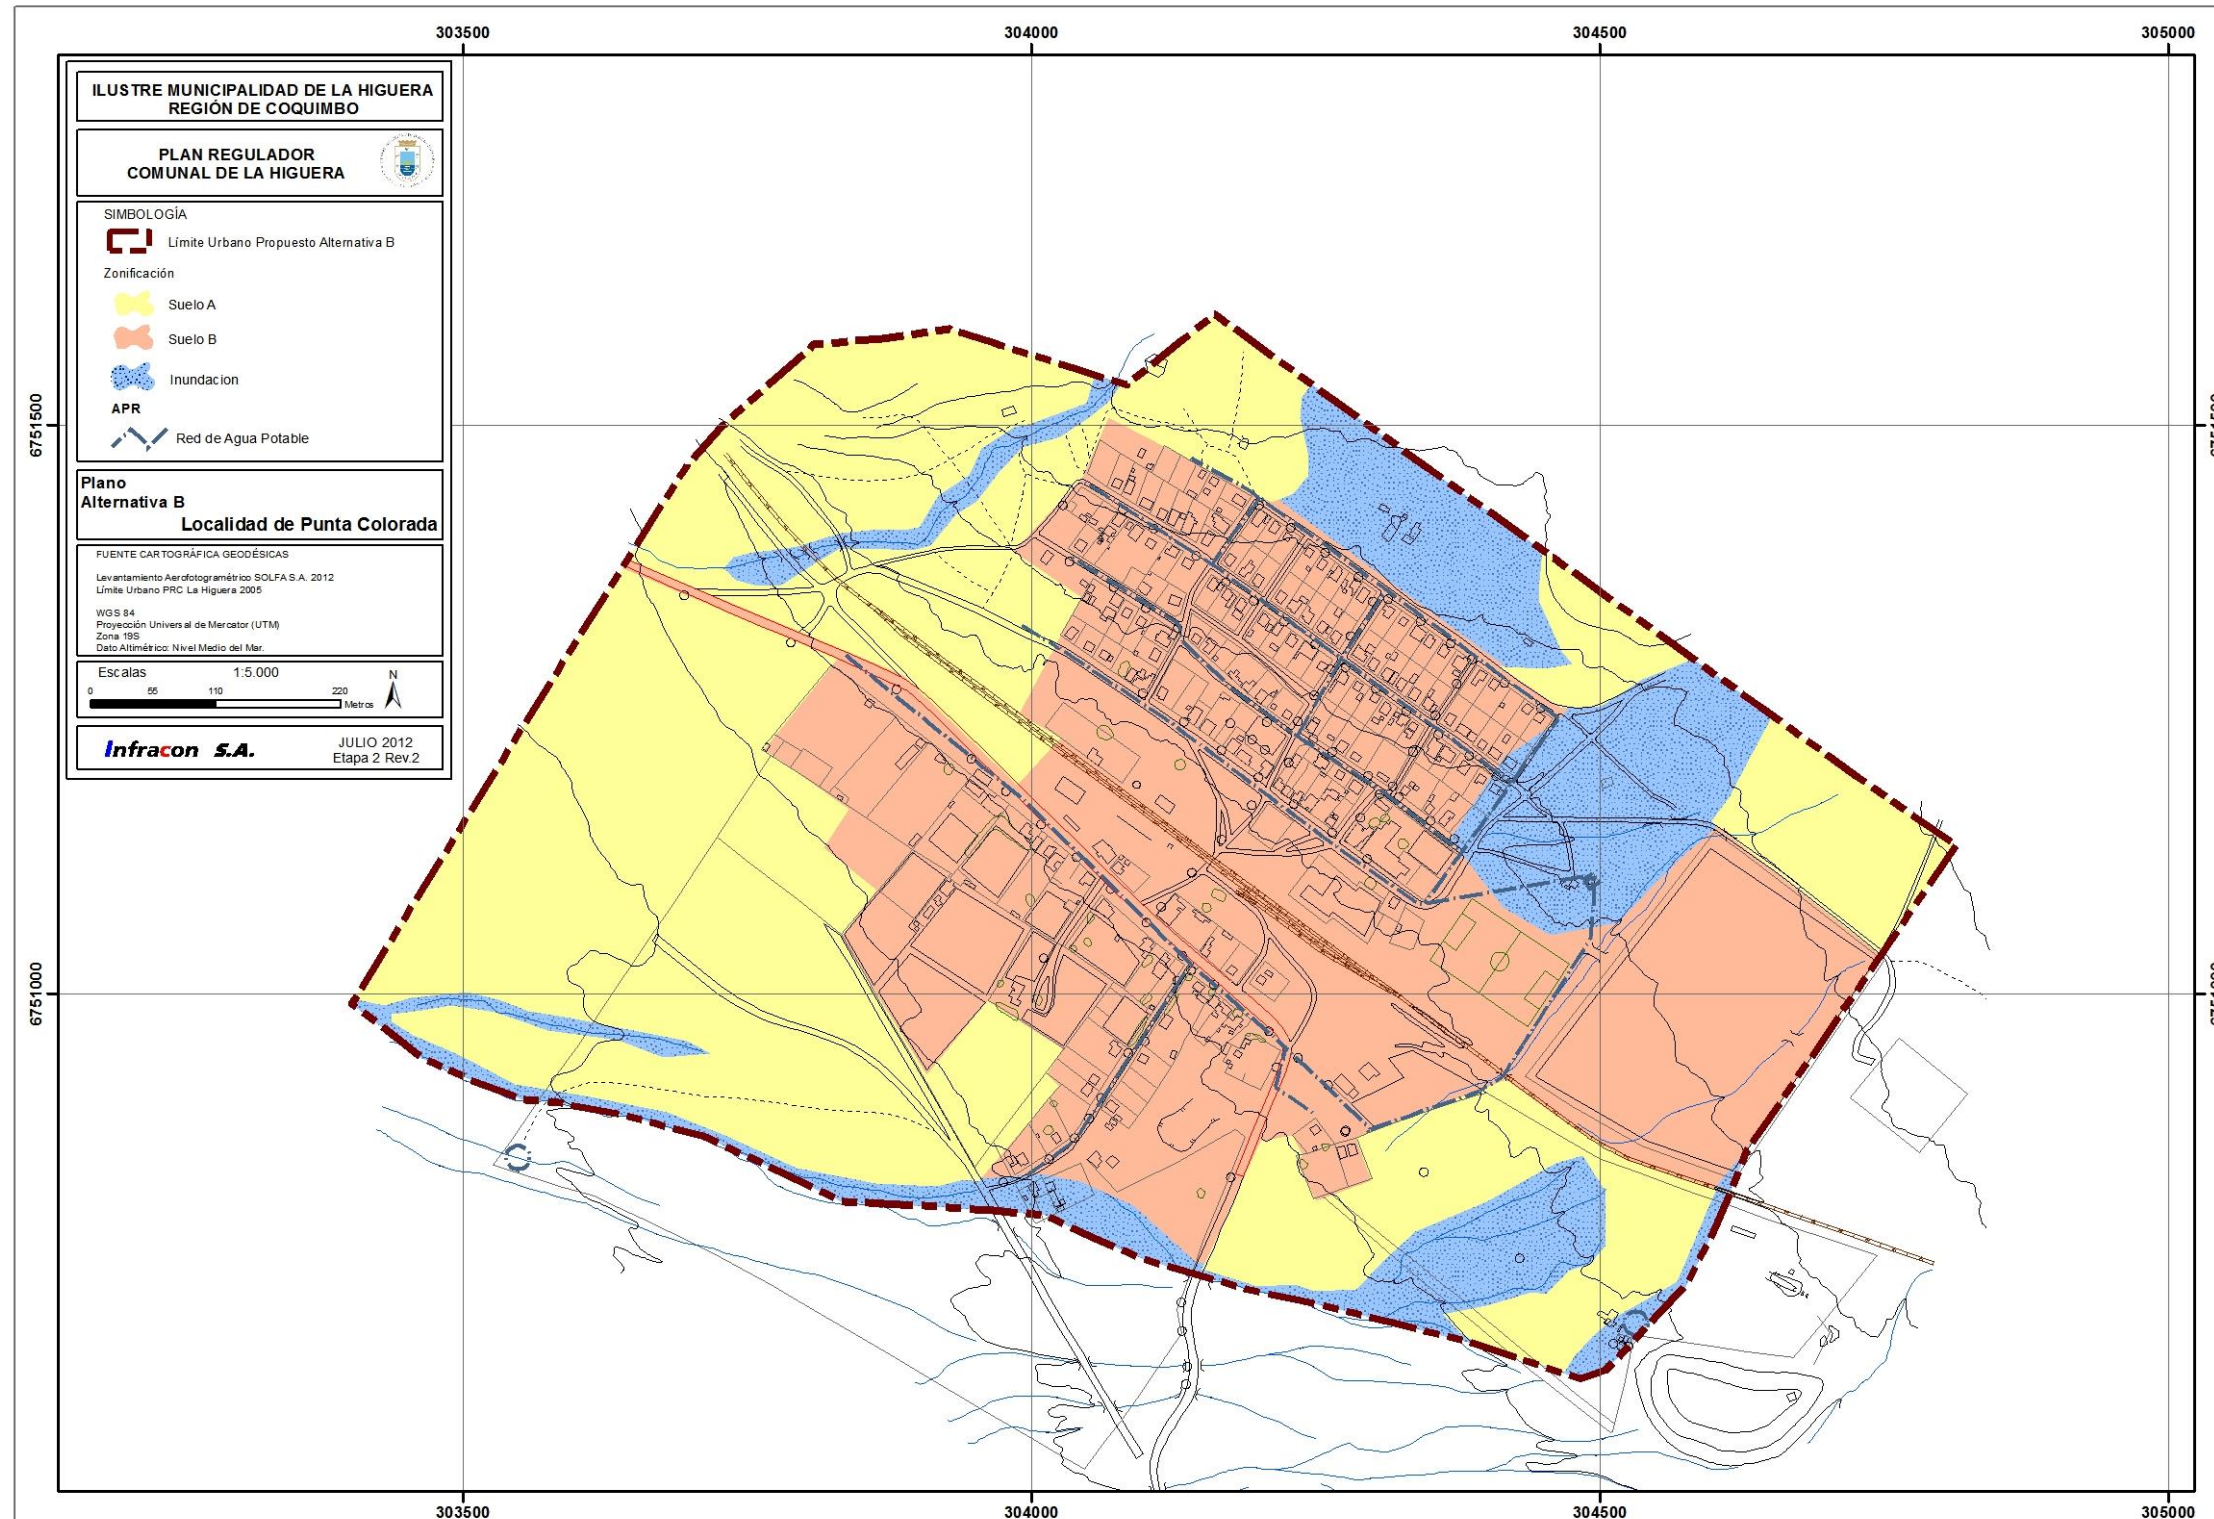 303500
304000
304500
305000
ILUSTRE MUNICIPALIDAD DE LA HIGUERA
REGIÓN DE COQUIMBO
PLAN REGULADOR
COMUNAL DE LA HIGUERA
SIMBOLOGÍA
Límite Urbano Propuesto Alternativa B
Zonificación
Suelo A
Suelo B
Inundacion
APR
Red de Agua Potable
Plano
Alternativa B
Localidad de Punta Colorada
FUENTE CARTOGRÁFICA GEODÉSICAS
Levantamiento Aerofotogramétrico SOLFA S.A. 2012
Límite Urbano PRC La Higuera 2005
WGS 84
Proyección Universal de Mercator (UTM)
Zona 19S
Dato Altimétrico: Nivel Medio del Mar.
Escalas 1:5.000
N
0 55 110 220
Metros
Infracon S.A.
JULIO 2012
Etapa 2 Rev.2
6751500
6751000
303500
304000
304500
305000